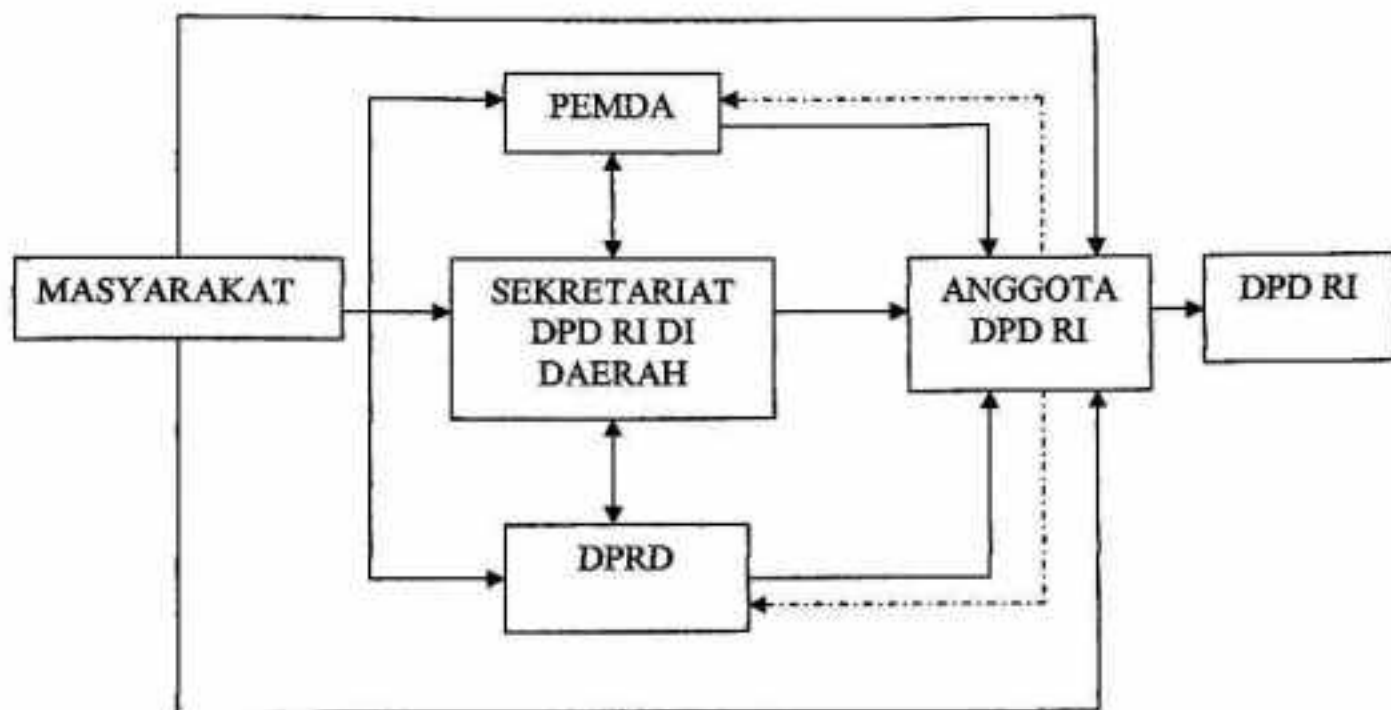 PEMDA
MASYARAKAT
SEKRETARIAT
DPD RI DI
DAERAH
ANGGOTA
DPD RI
DPD RI
DPRD